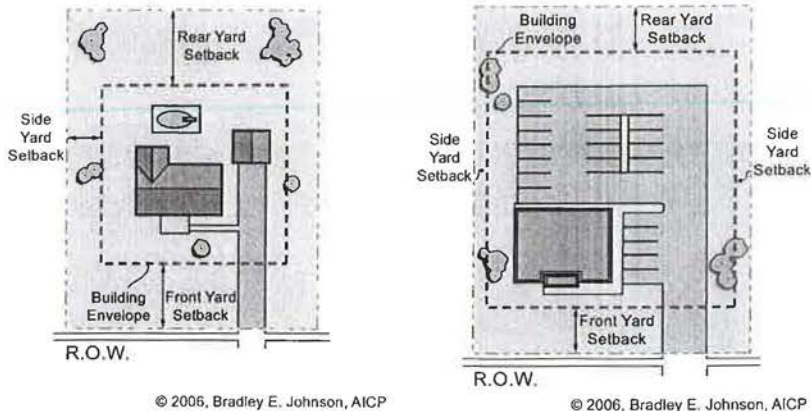 Rear Yard
Setback
Side
Yard
Setback
Building
Envelope
Front Yard
Setback
R.O.W.
© 2006, Bradley E. Johnson, AICP
Building
Envelope
Rear Yard
Setback
Side
Yard
Setback
Side
Yard
Setback
Front Yard
Setback
R.O.W.
© 2006, Bradley E. Johnson, AICP